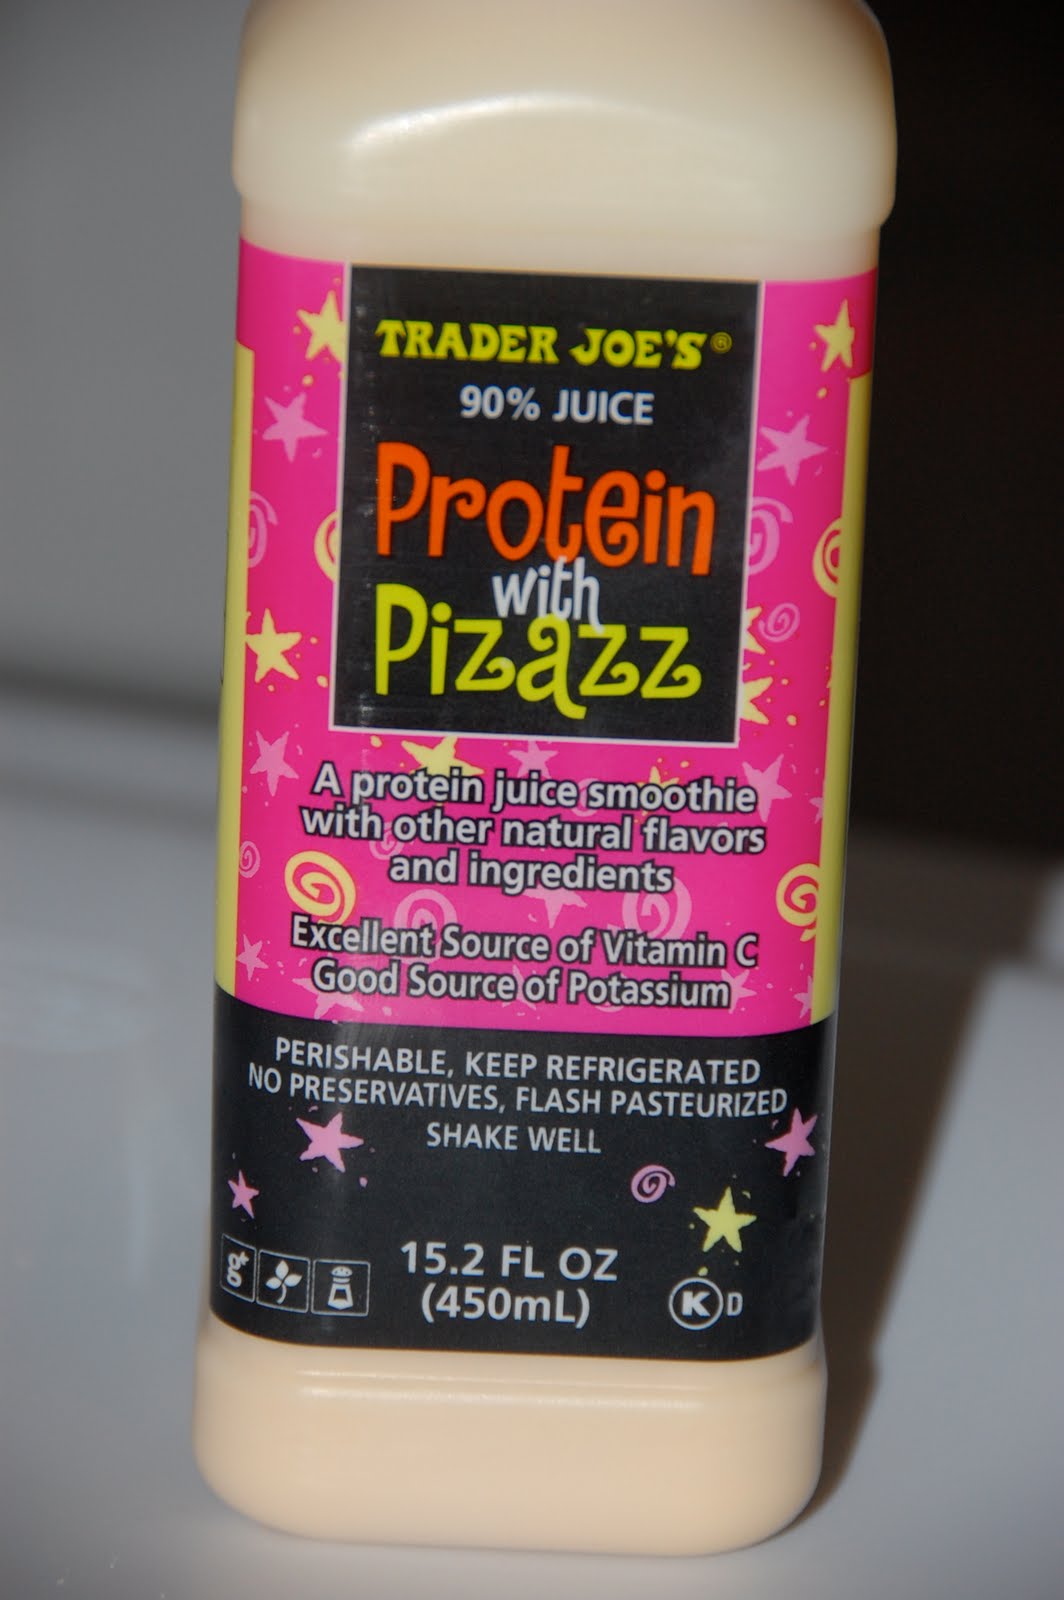 TRADER JOE'S®
90% JUICE
Protein
with
Pizazz
A protein juice smoothie
with other natural flavors
and ingredients
Excellent Source of Vitamin C
Good Source of Potassium
PERISHABLE, KEEP REFRIGERATED
NO PRESERVATIVES, FLASH PASTEURIZED
SHAKE WELL
g
15.2 FL OZ
(450mL)
K D